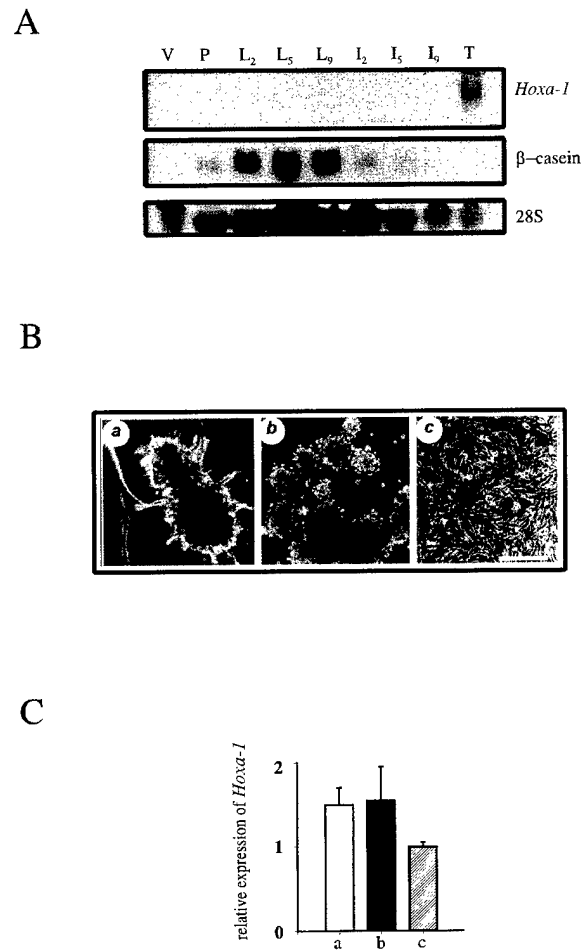 A
V P L₂ L₅ L₉ I₂ I₅ I₉ T
Hoxa-1
β–casein
28S
B
a b c
C
relative expression of Hoxa-1
2
1
0
a b c